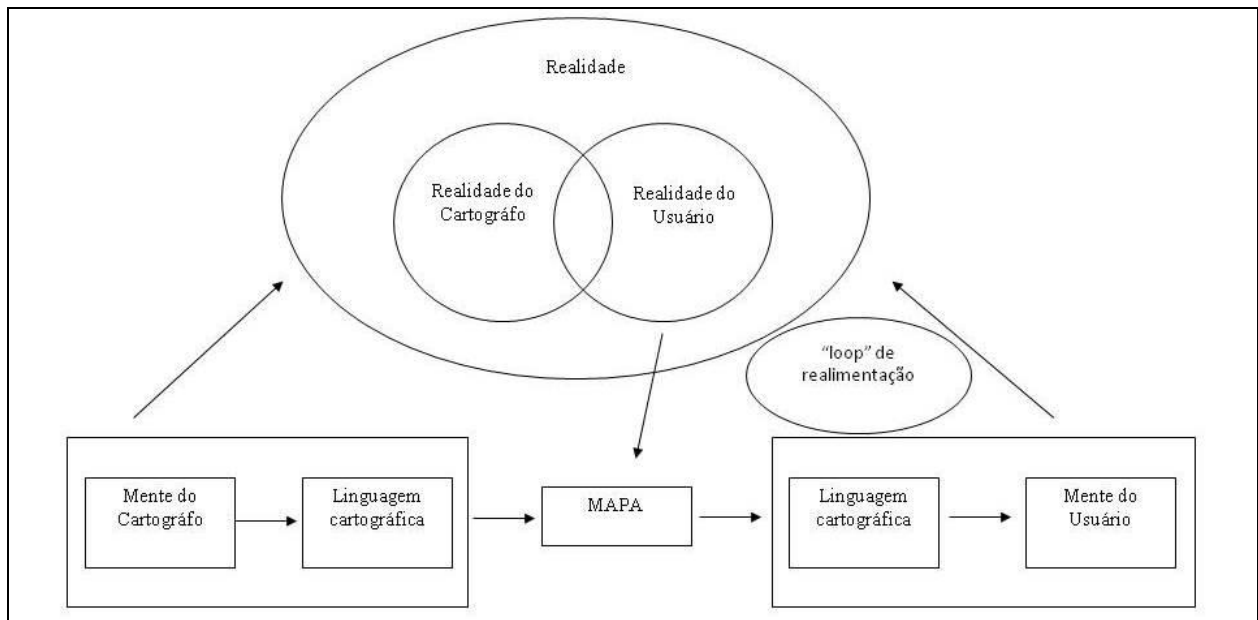 Realidade
Realidade do
Cartográfo
Realidade do
Usuário
“loop” de
realimentação
Mente do
Cartográfo
Linguagem
cartográfica
MAPA
Linguagem
cartográfica
Mente do
Usuário